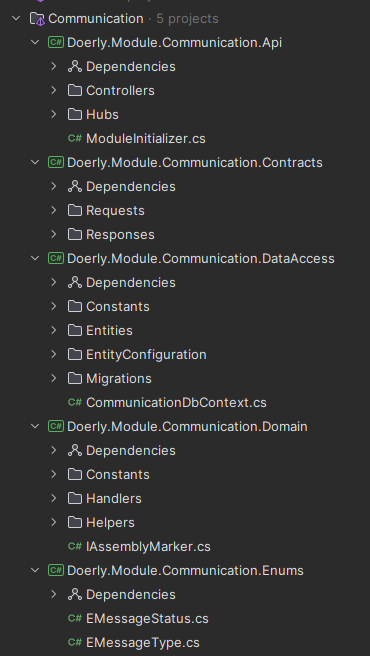 Communication · 5 projects
C# Doerly.Module.Communication.Api
Dependencies
Controllers
Hubs
C# ModuleInitializer.cs
C# Doerly.Module.Communication.Contracts
Dependencies
Requests
Responses
C# Doerly.Module.Communication.DataAccess
Dependencies
Constants
Entities
EntityConfiguration
Migrations
C# CommunicationDbContext.cs
C# Doerly.Module.Communication.Domain
Dependencies
Constants
Handlers
Helpers
C# IAssemblyMarker.cs
C# Doerly.Module.Communication.Enums
Dependencies
C# EMessageStatus.cs
C# EMessageType.cs